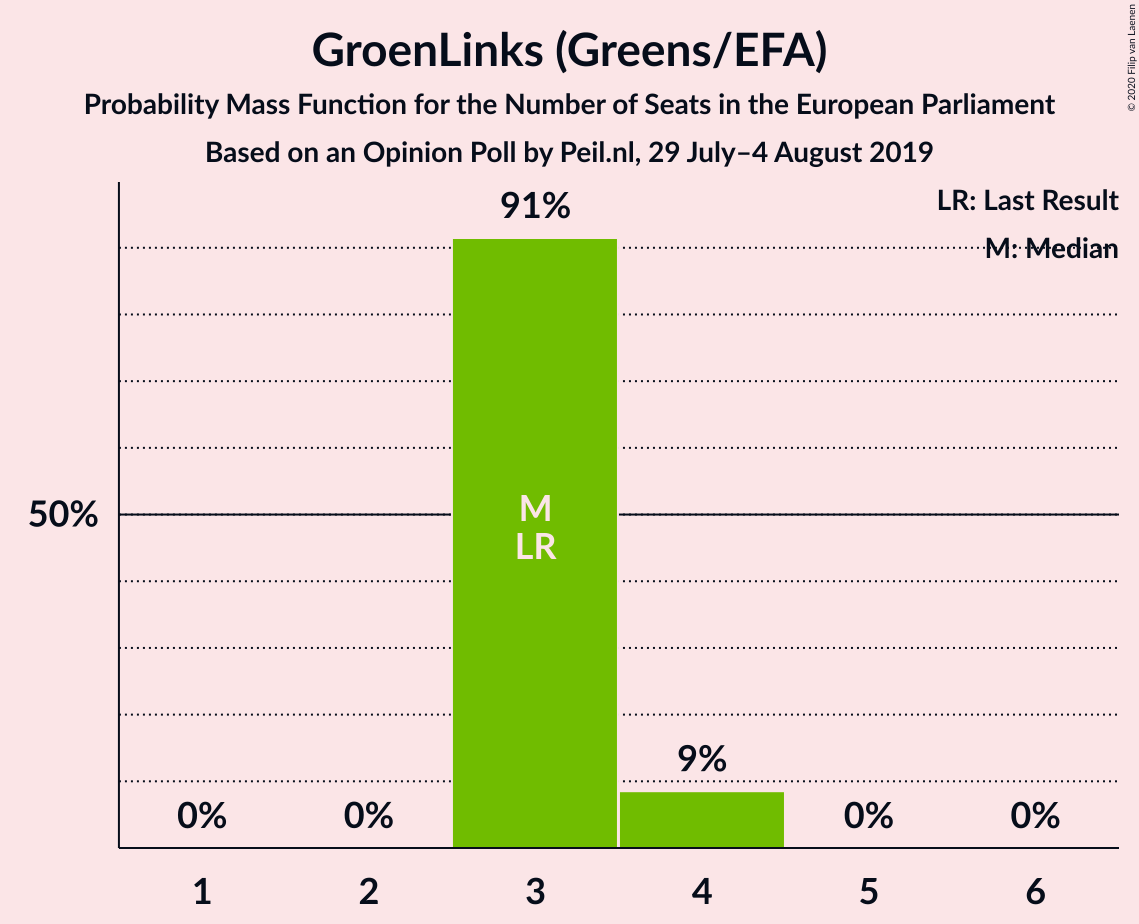 GroenLinks (Greens/EFA)
Probability Mass Function for the Number of Seats in the European Parliament
Based on an Opinion Poll by Peil.nl, 29 July–4 August 2019
© 2020 Filip van Laenen
LR: Last Result
M: Median
91%
50%
M
LR
9%
0%
0%
0%
0%
1
2
3
4
5
6